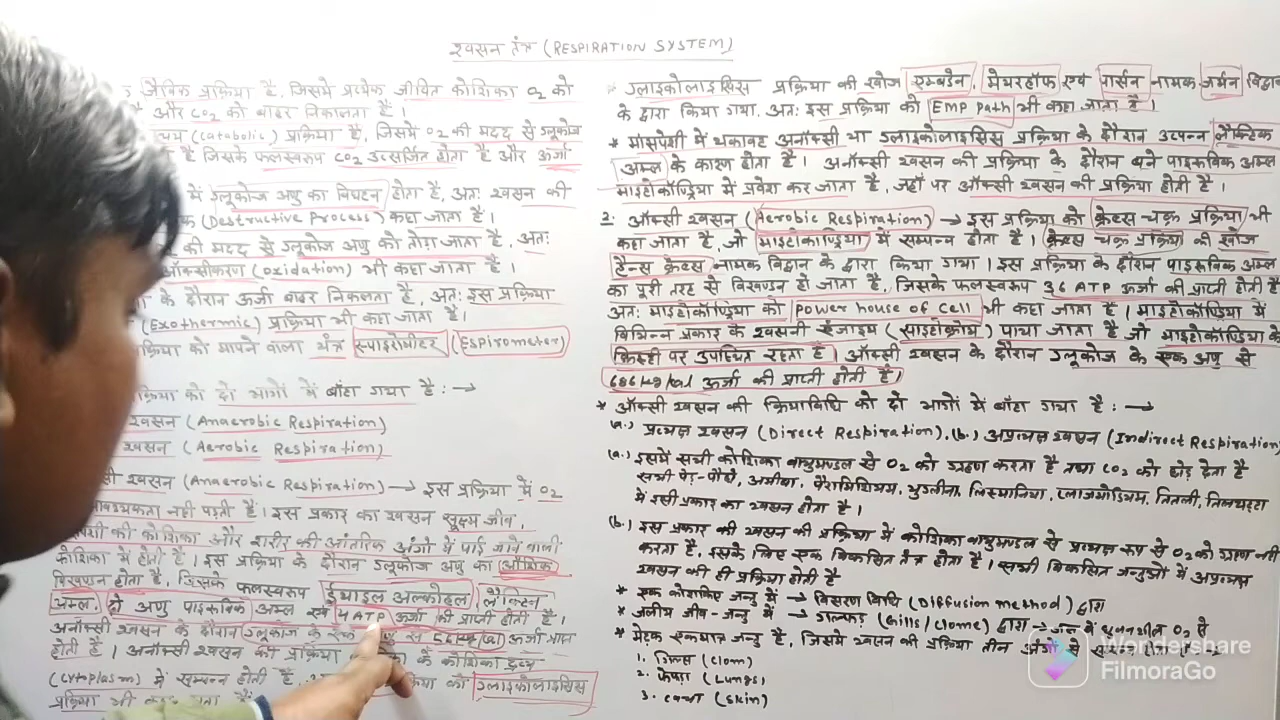 श्वसन तंत्र (RESPIRATION SYSTEM)
जैविक प्रक्रिया है, जिसमे प्रत्येक जीवित कोशिका O2 को
है और CO2 को बाहर निकालता है।
(Catabolic) प्रक्रिया है, जिसमें O2 की मदद से ग्लूकोज
है जिसके फलस्वरूप CO2 उत्सर्जित होता है और ऊर्जा
में ग्लूकोज अणु का विघटन होता है, अतः श्वसन की
(Destructive Process) कहा जाता है।
की मदद से ग्लूकोज अणु को तोड़ा जाता है, अतः
ऑक्सीकरण (Oxidation) भी कहा जाता है।
के दौरान ऊर्जा बाहर निकलता है, अतः इस प्रक्रिया
(Exothermic) प्रक्रिया भी कहा जाता है।
प्रक्रिया को मापने वाला यंत्र स्पाइरोमीटर (Espirometer)
को दो भागों में बाँटा गया है :→
श्वसन (Anaerobic Respiration)
श्वसन (Aerobic Respiration)
श्वसन (Anaerobic Respiration) → इस प्रक्रिया में O2
नही पड़ती है। इस प्रकार का श्वसन सूक्ष्म जीव,
की कोशिका और शरीर की आंतरिक अंगो में पाई जाने वाली
कोशिका में होती है। इस प्रक्रिया के दौरान ग्लूकोज अणु का आंशिक
विखण्डन होता है, जिसके फलस्वरूप ईथाइल अल्कोहल, लैक्टिक
अम्ल, दो अणु पाइरूविक अम्ल एवं 4ATP ऊर्जा की प्राप्ती होती है।
अनॉक्सी श्वसन के दौरान ग्लूकोज के एक ऊर्जा प्राप्त
होती है। अनॉक्सी श्वसन की प्रक्रिया के कोशिका द्रव्य
(Cytoplasm) में सम्पन्न होती है, को ग्लाइकोलाइसिस
प्रक्रिया भी
* ग्लाइकोलाइसिस प्रक्रिया की खोज एम्बडेन, मेयरहॉफ एवं पार्सन नामक जर्मन
के द्वारा किया गया, अतः इस प्रक्रिया को EMP Path भी कहा जाता है।
* मांसपेशी में थकावट अनॉक्सी या ग्लाइकोलाइसिस प्रक्रिया के दौरान उत्पन्न लैक्टिक
अम्ल के कारण होता है। अनॉक्सी श्वसन की प्रक्रिया के दौरान बने पाइरूविक अम्ल
माइटोकॉण्ड्रिया में प्रवेश कर जाता है, जहाँ पर ऑक्सी श्वसन की प्रक्रिया होती है।
2. ऑक्सी श्वसन (Aerobic Respiration) → इस प्रक्रिया को क्रेब्स चक्र प्रक्रिया भी
कहा जाता है, जो माइटोकाण्ड्रिया में सम्पन्न होता है। क्रेब्स चक्र प्रक्रिया की खोज
हैन्स क्रेब्स नामक विद्वान के द्वारा किया गया। इस प्रक्रिया के दौरान पाइरूविक अम्ल
का पूरी तरह से विखण्डन हो जाता है, जिसके फलस्वरूप 36 ATP ऊर्जा की प्राप्ती होती है
अतः माइटोकॉण्ड्रिया को Power house of Cell भी कहा जाता है। माइटोकॉण्ड्रिया में
विभिन्न प्रकार के श्वसनी इंजाइम (साइटोक्रोम) पाया जाता है जो माइटोकॉण्ड्रिया के
पर उपस्थित रहता है। ऑक्सी श्वसन के दौरान ग्लूकोज के एक अणु से
ऊर्जा की प्राप्ती होती है।
* ऑक्सी श्वसन की क्रियाविधि को दो भागों में बाँटा गया है :→
(a.) प्रत्यक्ष श्वसन (Direct Respiration). (b.) अप्रत्यक्ष श्वसन (Indirect Respiration)
(a.) इसमें सभी कोशिका वायुमण्डल से O2 को ग्रहण करता है तथा CO2 को छोड़ देता है
सभी पेड़-पौधे, अमीबा, पैरामिशियम, युग्लीना, लिस्मानिया, प्लाज्मोडियम, तितली, तिलचट्टा
में इसी प्रकार का श्वसन होता है।
(b.) इस प्रकार की श्वसन की प्रक्रिया में कोशिका वायुमण्डल से प्रत्यक्ष रूप से O2 को ग्रहण नही
करता है, इसके लिए एक विकसित तंत्र होता है। सभी विकसित जन्तुओं में अप्रत्यक्ष
श्वसन की ही प्रक्रिया होती है
* एक कोशकीए जन्तु में → विसरण विधि (Diffusion method) द्वारा
* जलीय जीव-जन्तु में → गलफड़ (Gills/Clome) द्वारा → जल में घुलनशील O2 से
* मेंढ़क एकमात्र जन्तु है, जिसमें श्वसन की प्रक्रिया तीन अंगो से
1. गिल्स (Clom)
2. फेफड़ा (Lungs)
3. त्वचा (Skin)
Wondershare
FilmoraGo